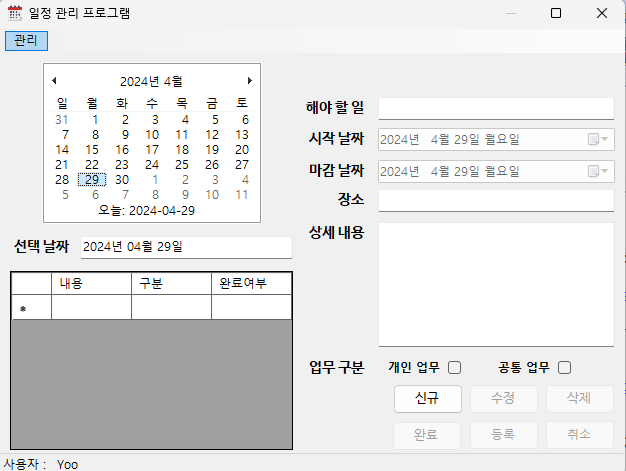 일정 관리 프로그램
관리
2024년 4월
일 월 화 수 목 금 토
31 1 2 3 4 5 6
7 8 9 10 11 12 13
14 15 16 17 18 19 20
21 22 23 24 25 26 27
28 29 30 1 2 3 4
5 6 7 8 9 10 11
오늘: 2024-04-29
선택 날짜 2024년 04월 29일
내용 구분 완료여부
해야 할 일
시작 날짜 2024년 4월 29일 월요일
마감 날짜 2024년 4월 29일 월요일
장소
상세 내용
업무 구분 개인 업무 공통 업무
신규 수정 삭제
완료 등록 취소
사용자 : Yoo